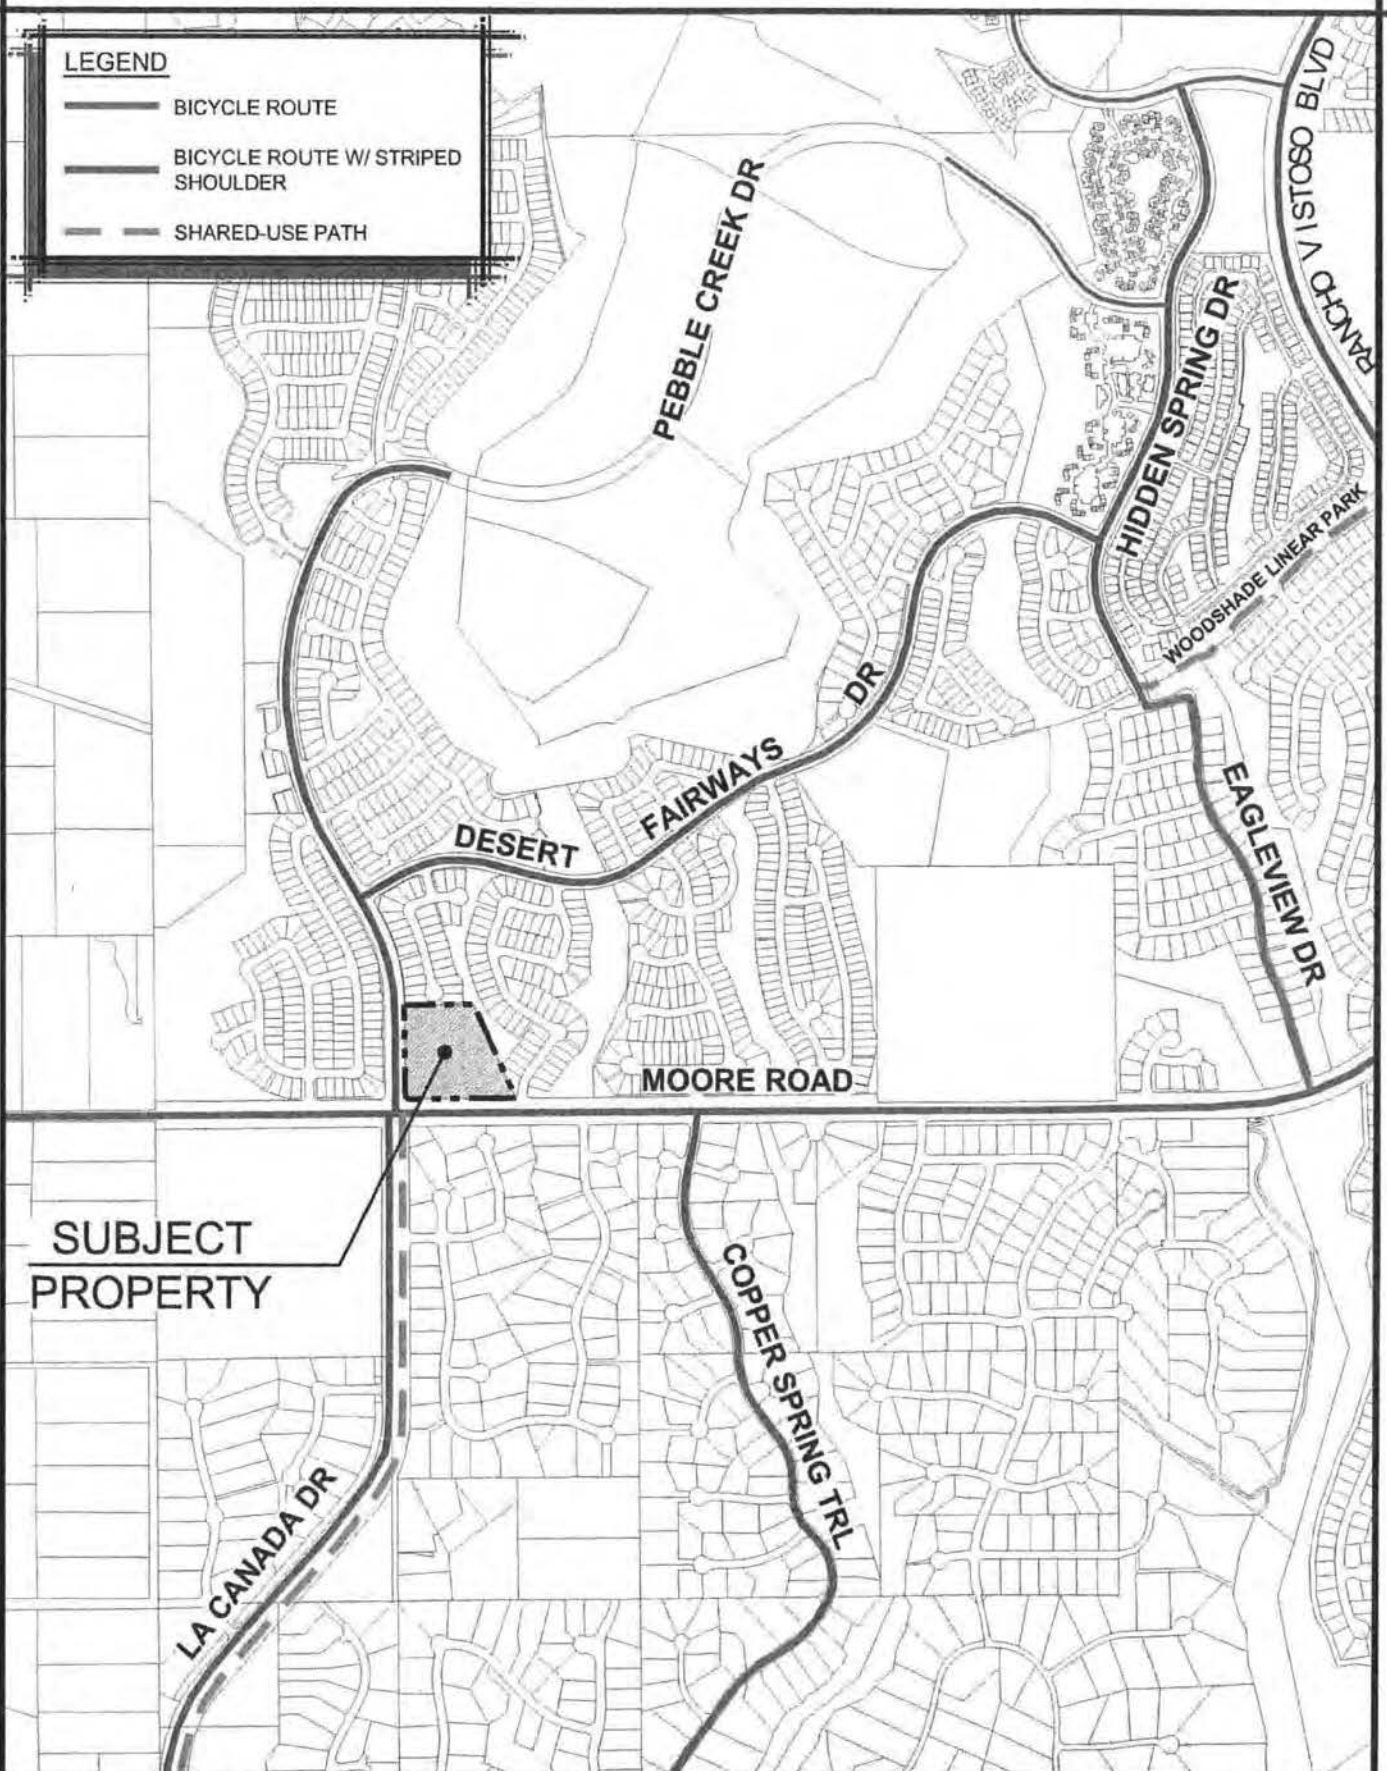 LEGEND
BICYCLE ROUTE
BICYCLE ROUTE W/ STRIPED
SHOULDER
SHARED-USE PATH
RANCHO VISTOSO BLVD
PEBBLE CREEK DR
HIDDEN SPRING DR
WOODSHADE LINEAR PARK
DESERT FAIRWAYS DR
EAGLEVIEW DR
MOORE ROAD
SUBJECT
PROPERTY
COPPER SPRING TRL
LA CANADA DR